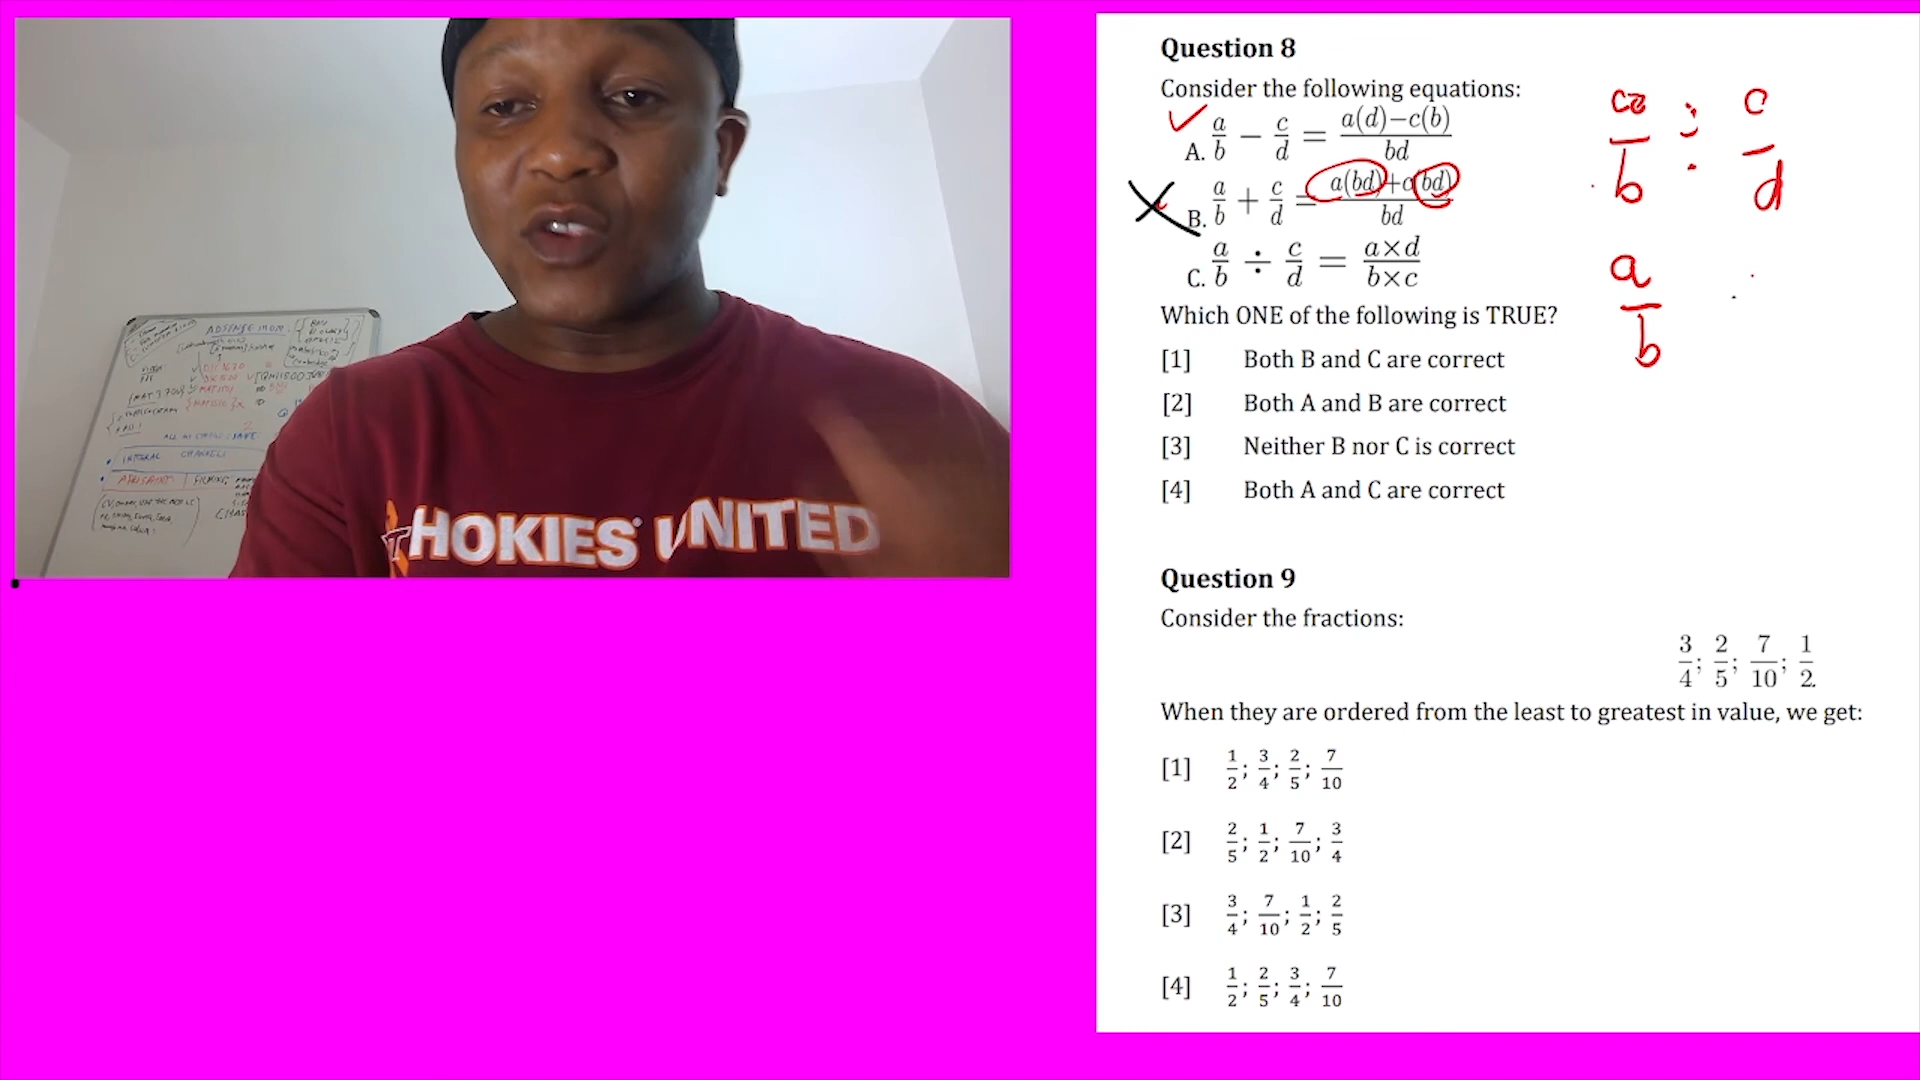 ADSENSE MOM:
INTEGRAL CHANNELS
HOKIES UNITED
Question 8
Consider the following equations:
A. a/b − c/d = a(d)−c(b)/bd
B. a/b + c/d = a(bd)+c(bd)/bd
C. a/b ÷ c/d = a×d/b×c
Which ONE of the following is TRUE?
[1] Both B and C are correct
[2] Both A and B are correct
[3] Neither B nor C is correct
[4] Both A and C are correct
a/b ÷ c/d
a/b
Question 9
Consider the fractions:
3/4; 2/5; 7/10; 1/2.
When they are ordered from the least to greatest in value, we get:
[1] 1/2; 3/4; 2/5; 7/10
[2] 2/5; 1/2; 7/10; 3/4
[3] 3/4; 7/10; 1/2; 2/5
[4] 1/2; 2/5; 3/4; 7/10